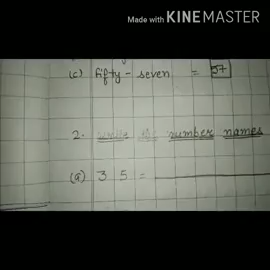 Made with KINEMASTER
(c) fifty - seven = 57
2. write the number names
(a) 3 5 =